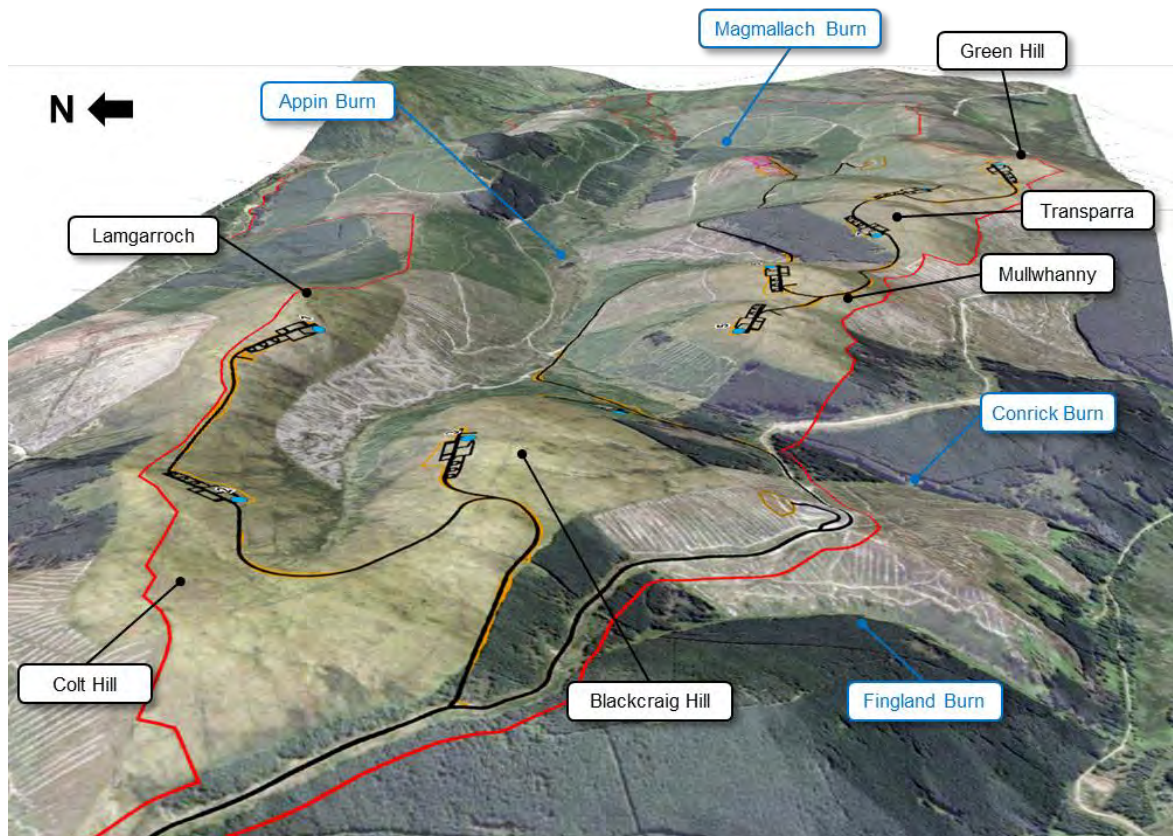 Magmallach Burn
Green Hill
N
Appin Burn
Transparra
Lamgarroch
Mullwhanny
Conrick Burn
Colt Hill
Blackcraig Hill
Fingland Burn